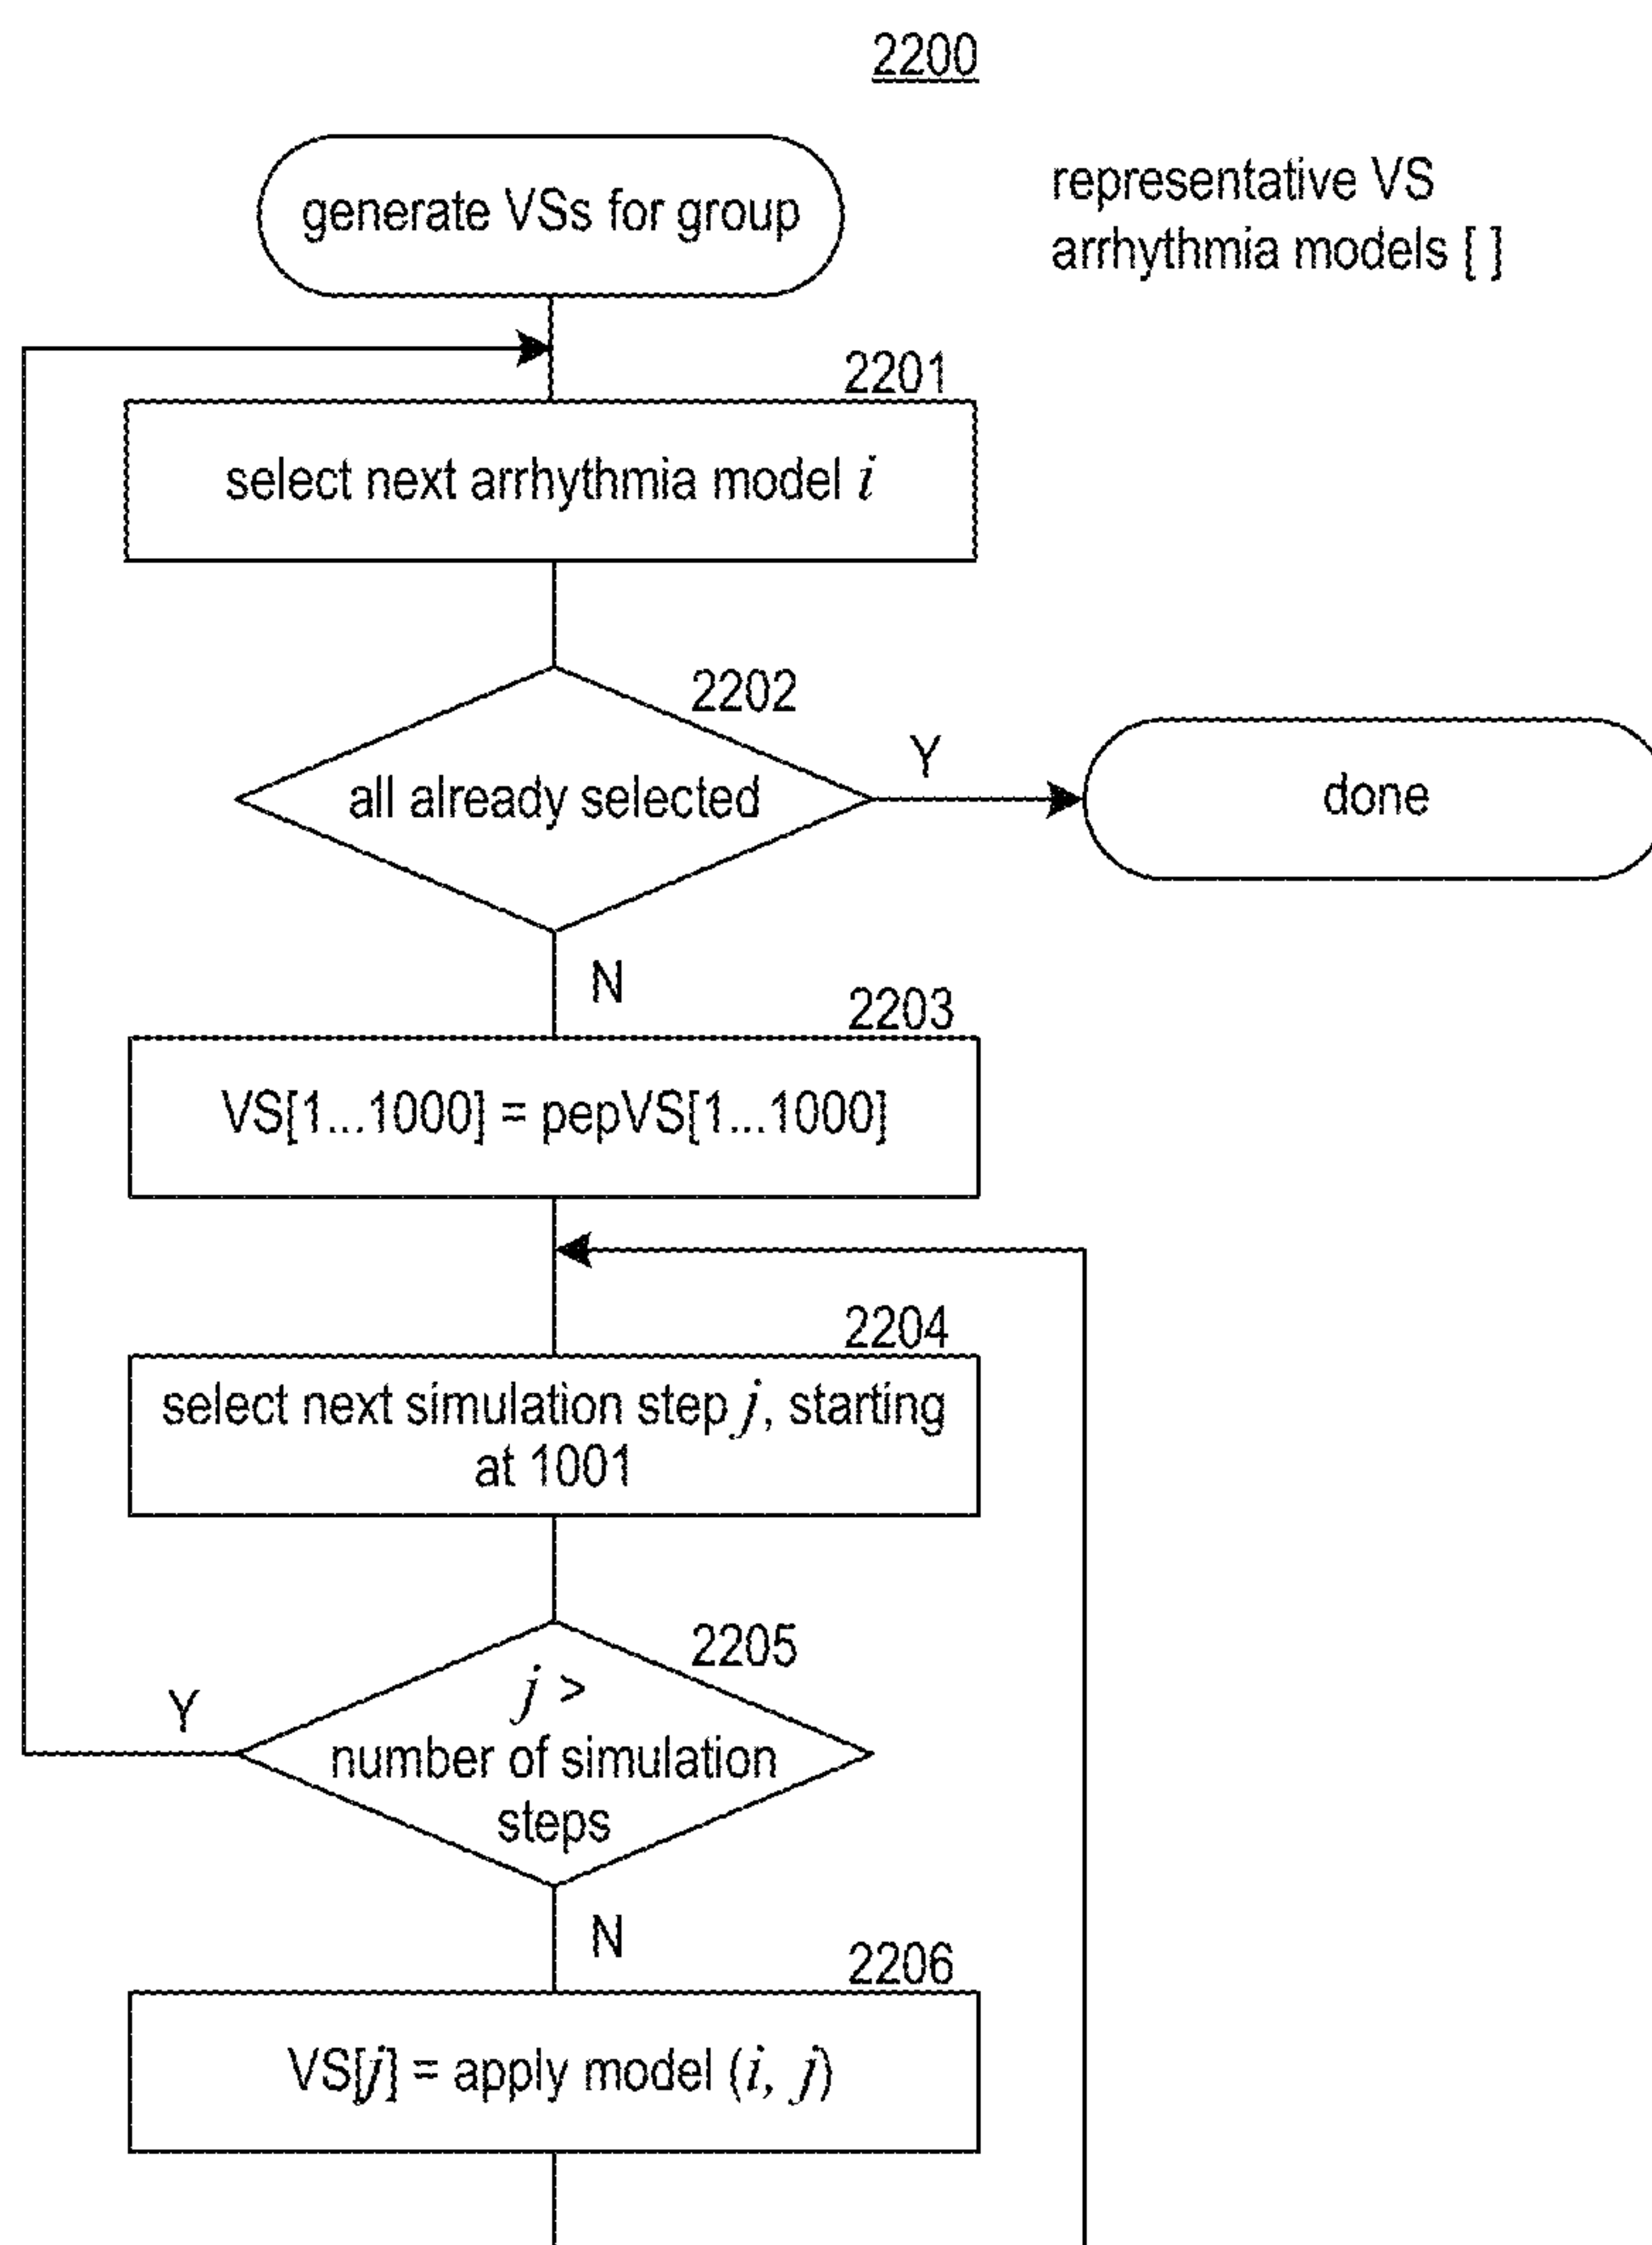 2200
generate VSs for group
representative VS
arrhythmia models [ ]
2201
select next arrhythmia model i
2202
all already selected
Y
done
N
2203
VS[1...1000] = pepVS[1...1000]
2204
select next simulation step j, starting
at 1001
2205
j >
number of simulation
steps
Y
N
2206
VS[j] = apply model (i, j)